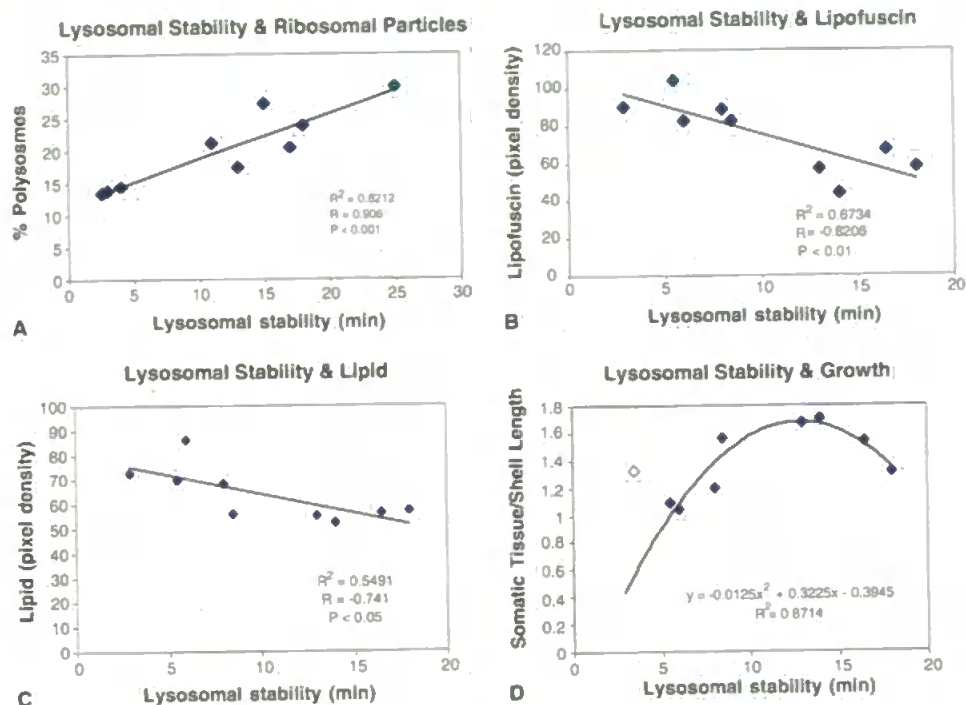 Lysosomal Stability & Ribosomal Particles
35
30
25
20
15
10
5
0
% Polysosmos
R² = 0.8212
R = 0.906
P < 0.001
0 5 10 15 20 25 30
A
Lysosomal stability (min)
Lysosomal Stability & Lipofuscin
120
100
80
60
40
20
0
Lipofuscin (pixel density)
R² = 0.6734
R = -0.8206
P < 0.01
0 5 10 15 20
B
Lysosomal stability (min)
Lysosomal Stability & Lipid
100
90
80
70
60
50
40
30
20
10
0
Lipid (pixel density)
R² = 0.5491
R = -0.741
P < 0.05
0 5 10 15 20
C
Lysosomal stability (min)
Lysosomal Stability & Growth
1.8
1.6
1.4
1.2
1
0.8
0.6
0.4
0.2
0
Somatic Tissue/Shell Length
y = -0.0125x² + 0.3225x - 0.3945
R² = 0.8714
0 5 10 15 20
D
Lysosomal stability (min)